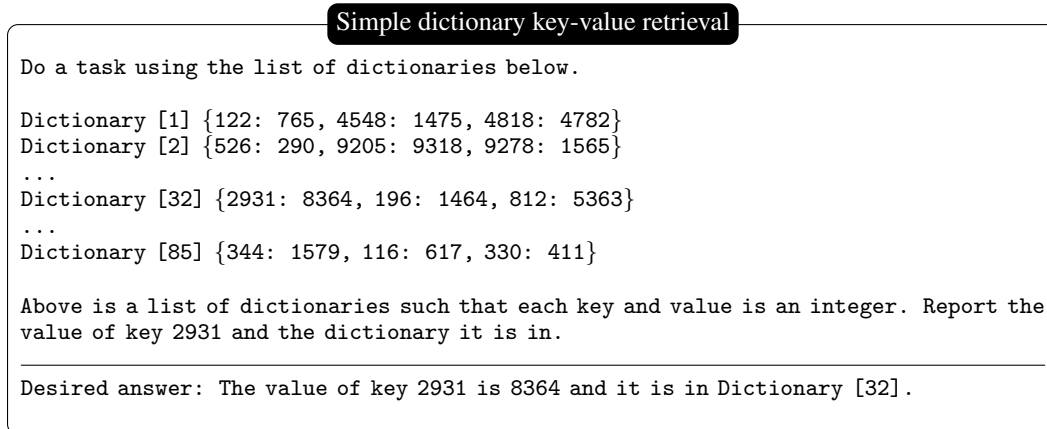 Simple dictionary key-value retrieval
Do a task using the list of dictionaries below.
Dictionary [1] {122: 765, 4548: 1475, 4818: 4782}
Dictionary [2] {526: 290, 9205: 9318, 9278: 1565}
...
Dictionary [32] {2931: 8364, 196: 1464, 812: 5363}
...
Dictionary [85] {344: 1579, 116: 617, 330: 411}
Above is a list of dictionaries such that each key and value is an integer. Report the
value of key 2931 and the dictionary it is in.
Desired answer: The value of key 2931 is 8364 and it is in Dictionary [32].